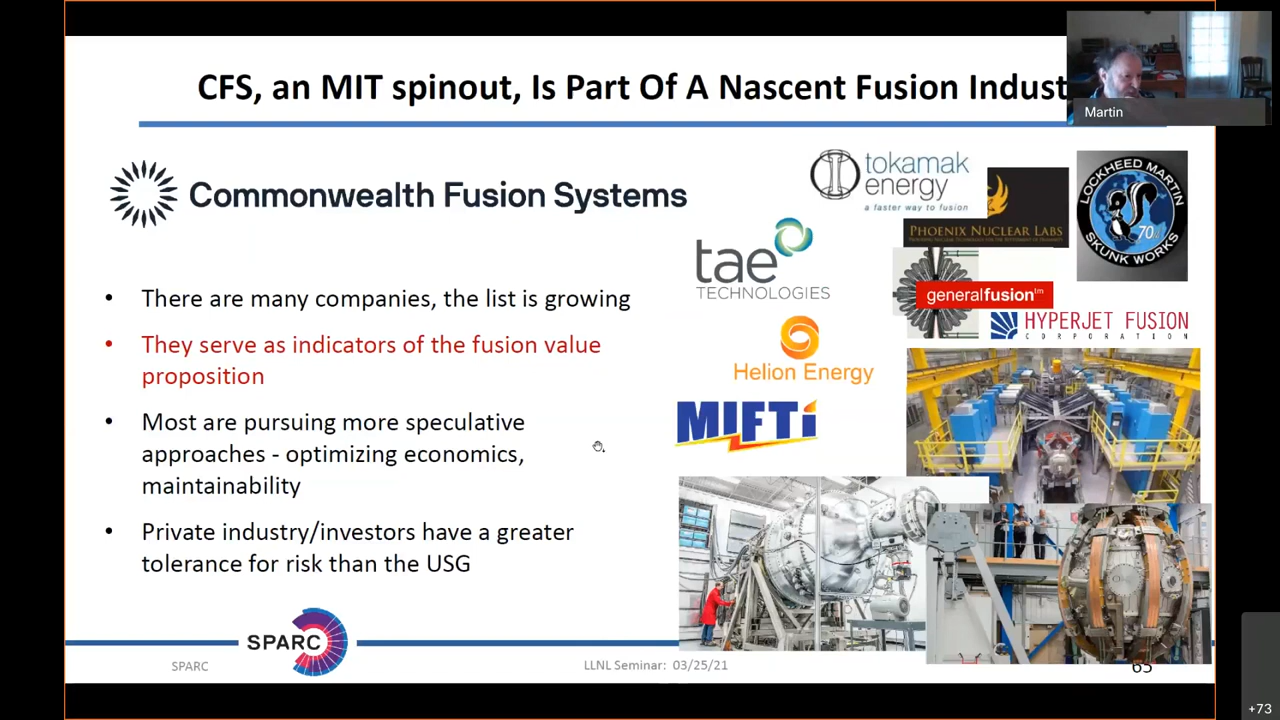 CFS, an MIT spinout, Is Part Of A Nascent Fusion Indust
Martin
Commonwealth Fusion Systems
tokamak
energy
a faster way to fusion
LOCKHEED MARTIN
SKUNK WORKS
70
PHOENIX NUCLEAR LABS
tae
TECHNOLOGIES
generalfusion
HYPERJET FUSION
CORPORATION
Helion Energy
MIFTi
• There are many companies, the list is growing
• They serve as indicators of the fusion value
proposition
• Most are pursuing more speculative
approaches - optimizing economics,
maintainability
• Private industry/investors have a greater
tolerance for risk than the USG
SPARC
SPARC
LLNL Seminar: 03/25/21
65
+73